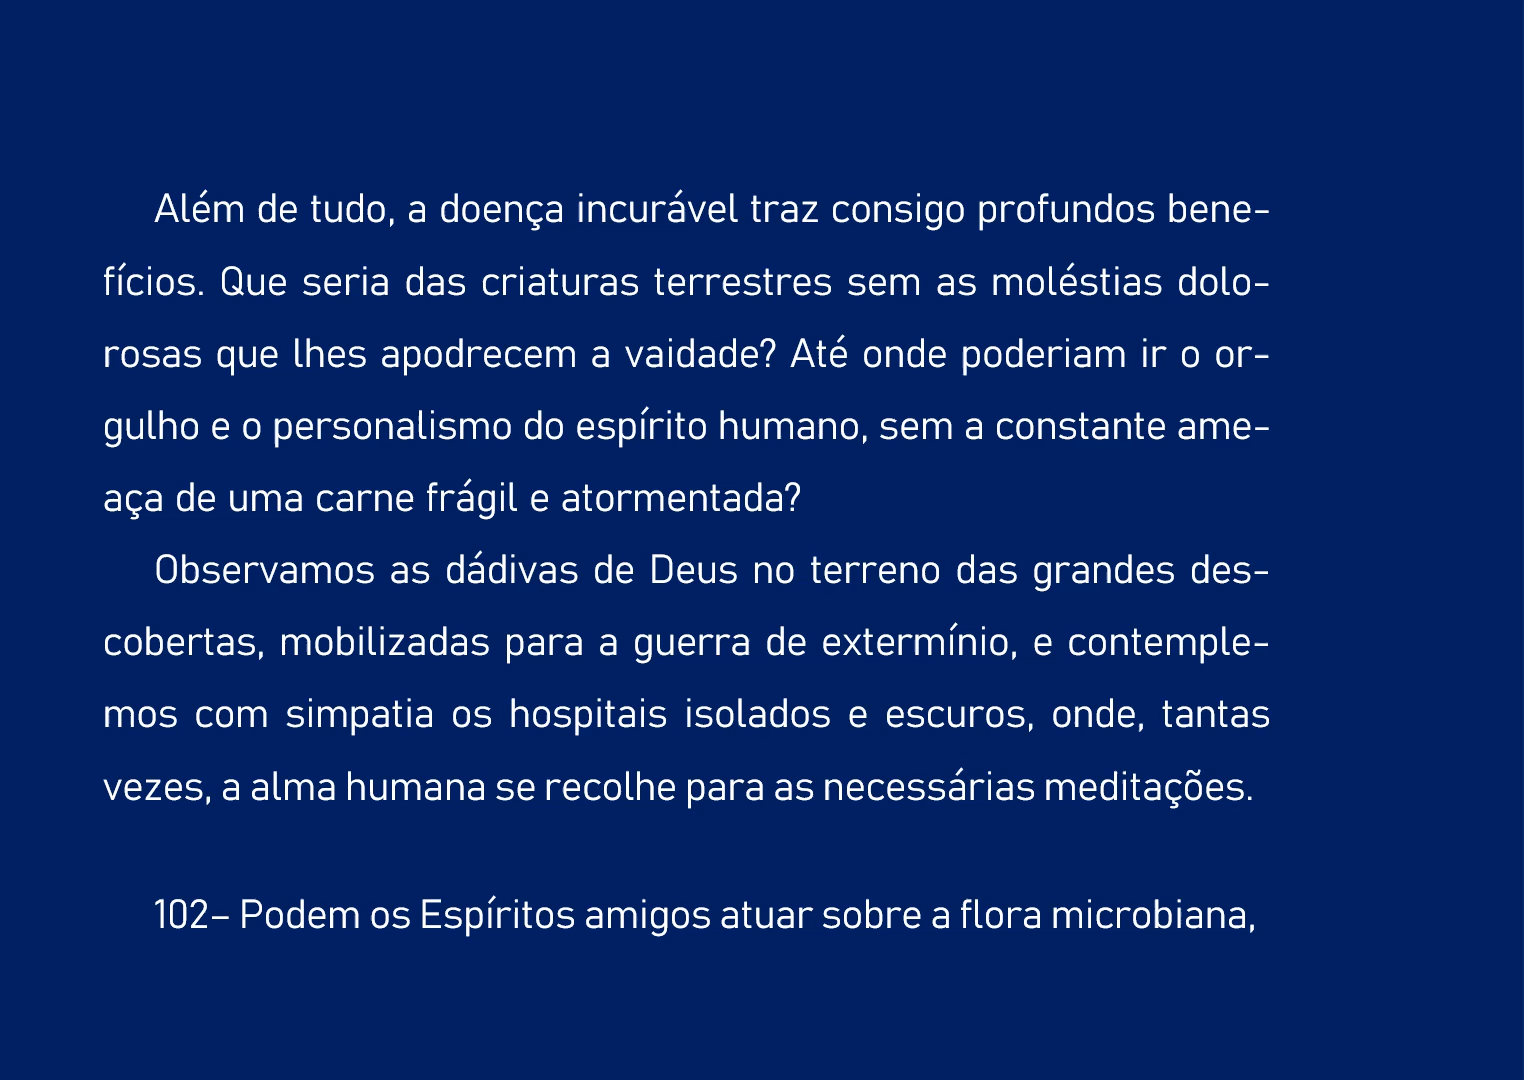 Além de tudo, a doença incurável traz consigo profundos bene-
fícios. Que seria das criaturas terrestres sem as moléstias dolo-
rosas que lhes apodrecem a vaidade? Até onde poderiam ir o or-
gulho e o personalismo do espírito humano, sem a constante ame-
aça de uma carne frágil e atormentada?
Observamos as dádivas de Deus no terreno das grandes des-
cobertas, mobilizadas para a guerra de extermínio, e contemple-
mos com simpatia os hospitais isolados e escuros, onde, tantas
vezes, a alma humana se recolhe para as necessárias meditações.
102– Podem os Espíritos amigos atuar sobre a flora microbiana,